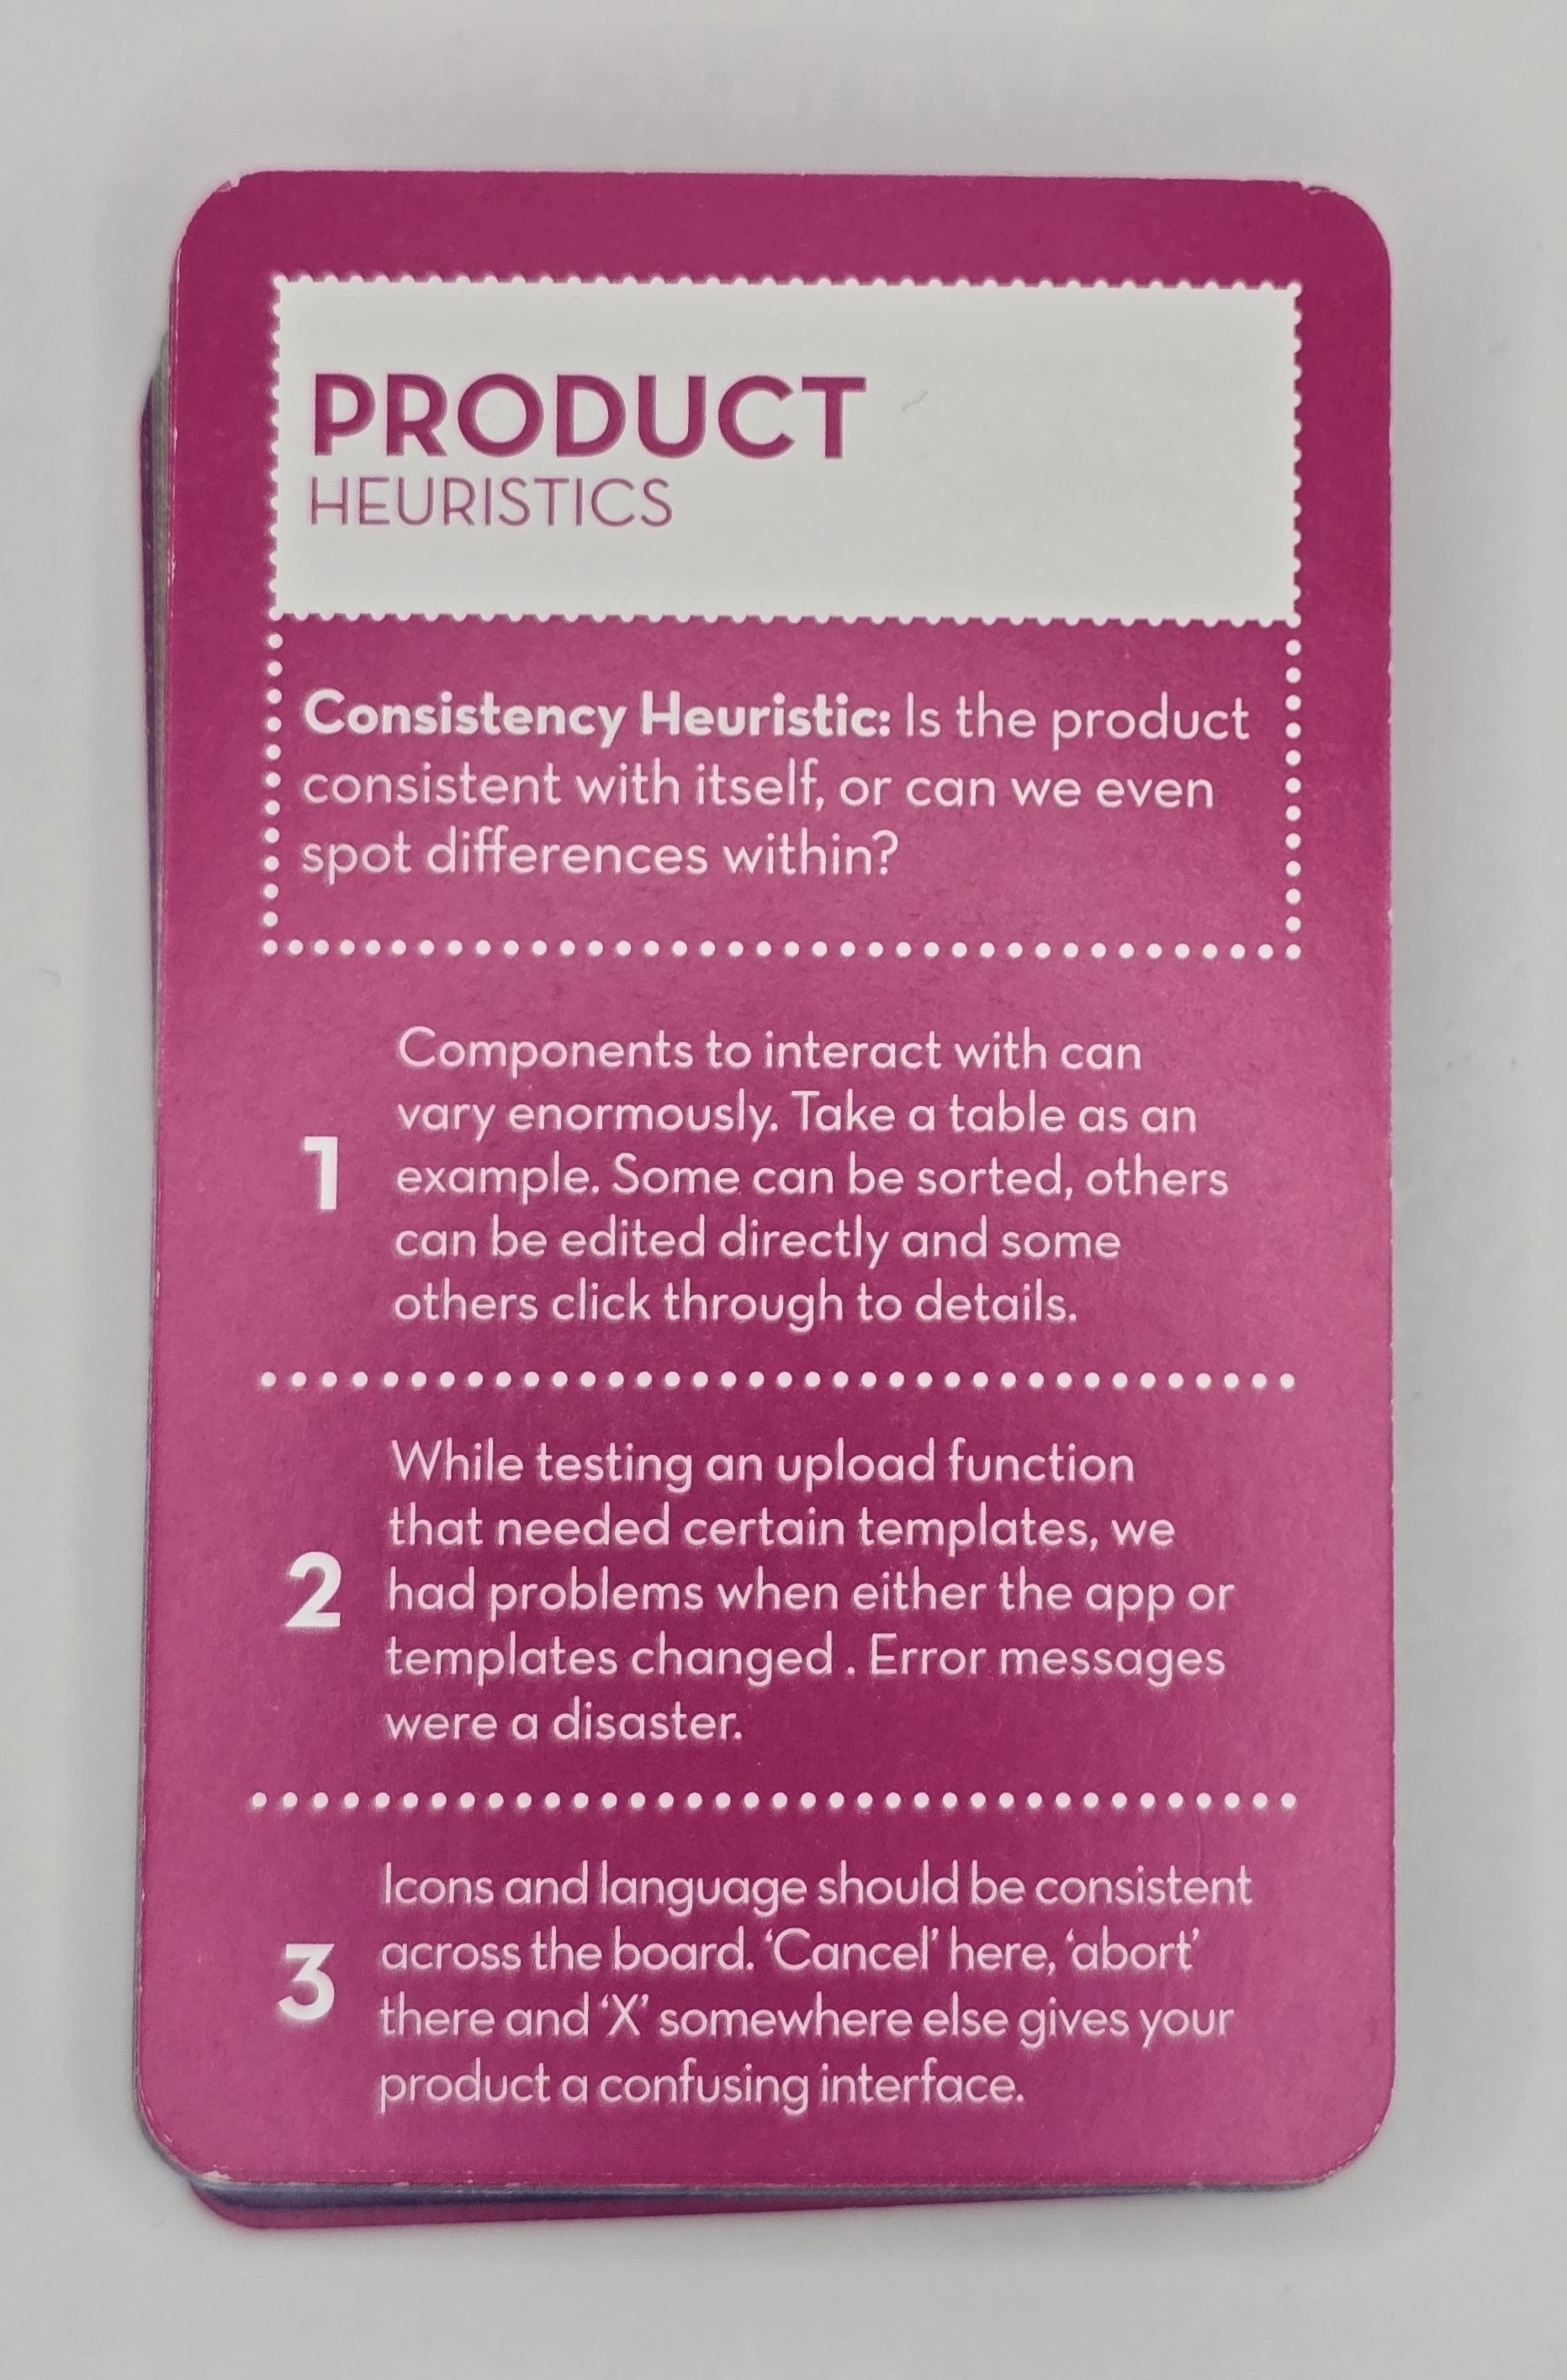 PRODUCT
HEURISTICS
Consistency Heuristic: Is the product
consistent with itself, or can we even
spot differences within?
1
Components to interact with can
vary enormously. Take a table as an
example. Some can be sorted, others
can be edited directly and some
others click through to details.
2
While testing an upload function
that needed certain templates, we
had problems when either the app or
templates changed . Error messages
were a disaster.
3
Icons and language should be consistent
across the board. ‘Cancel’ here, ‘abort’
there and ‘X’ somewhere else gives your
product a confusing interface.